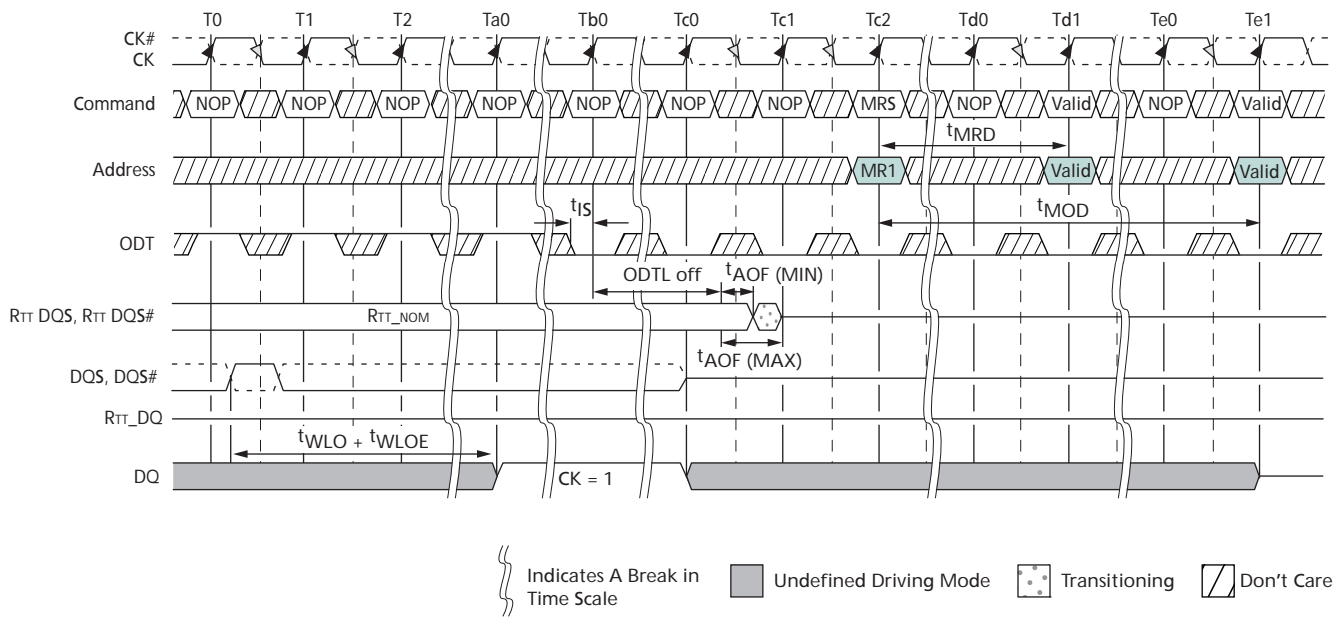 T0 T1 T2 Ta0 Tb0 Tc0 Tc1 Tc2 Td0 Td1 Te0 Te1
CK#
CK
Command NOP NOP NOP NOP NOP NOP NOP MRS NOP Valid NOP Valid
tMRD
Address MR1 Valid Valid
tIS tMOD
ODT
ODTL off tAOF (MIN)
RTT DQS, RTT DQS# RTT_NOM
tAOF (MAX)
DQS, DQS#
RTT_DQ
tWLO + tWLOE
DQ CK = 1
Indicates A Break in
Time Scale
Undefined Driving Mode
Transitioning
Don't Care